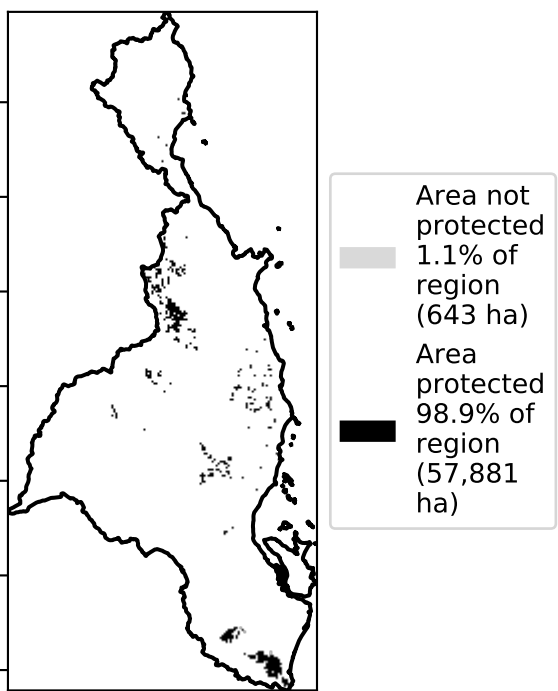 Area not
protected
1.1% of
region
(643 ha)
Area
protected
98.9% of
region
(57,881
ha)